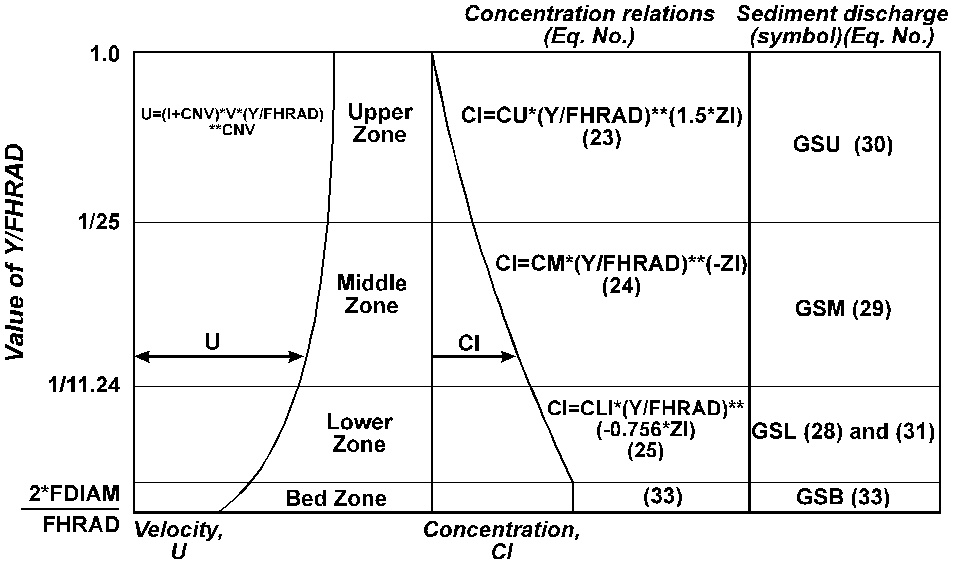 Concentration relations
(Eq. No.)
Sediment discharge
(symbol)(Eq. No.)
Value of Y/FHRAD
1.0
U=(I+CNV)*V*(Y/FHRAD)
**CNV
Upper
Zone
CI=CU*(Y/FHRAD)**(1.5*ZI)
(23)
GSU (30)
1/25
Middle
Zone
CI=CM*(Y/FHRAD)**(-ZI)
(24)
GSM (29)
U
CI
1/11.24
Lower
Zone
CI=CLI*(Y/FHRAD)**
(-0.756*ZI)
(25)
GSL (28) and (31)
2*FDIAM
FHRAD
Bed Zone
(33)
GSB (33)
Velocity,
U
Concentration,
CI